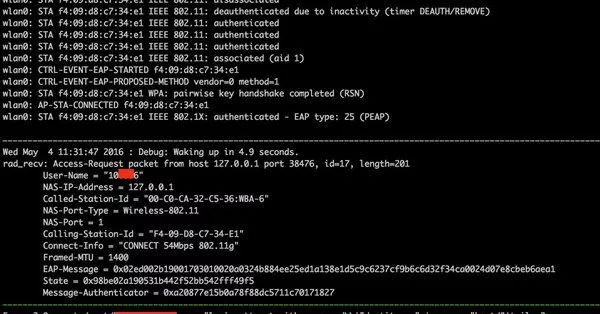 wlan0: STA f4:09:d8:c7:34:e1 IEEE 802.11: disassociated
wlan0: STA f4:09:d8:c7:34:e1 IEEE 802.11: deauthenticated due to inactivity (timer DEAUTH/REMOVE)
wlan0: STA f4:09:d8:c7:34:e1 IEEE 802.11: authenticated
wlan0: STA f4:09:d8:c7:34:e1 IEEE 802.11: authenticated
wlan0: STA f4:09:d8:c7:34:e1 IEEE 802.11: authenticated
wlan0: STA f4:09:d8:c7:34:e1 IEEE 802.11: associated (aid 1)
wlan0: CTRL-EVENT-EAP-STARTED f4:09:d8:c7:34:e1
wlan0: CTRL-EVENT-EAP-PROPOSED-METHOD vendor=0 method=1
wlan0: STA f4:09:d8:c7:34:e1 WPA: pairwise key handshake completed (RSN)
wlan0: AP-STA-CONNECTED f4:09:d8:c7:34:e1
wlan0: STA f4:09:d8:c7:34:e1 IEEE 802.1X: authenticated - EAP type: 25 (PEAP)
Wed May 4 11:31:47 2016 : Debug: Waking up in 4.9 seconds.
rad_recv: Access-Request packet from host 127.0.0.1 port 38476, id=17, length=201
User-Name = "10 6"
NAS-IP-Address = 127.0.0.1
Called-Station-Id = "00-C0-CA-32-C5-36:WBA-6"
NAS-Port-Type = Wireless-802.11
NAS-Port = 1
Calling-Station-Id = "F4-09-D8-C7-34-E1"
Connect-Info = "CONNECT 54Mbps 802.11g"
Framed-MTU = 1400
EAP-Message = 0x02ed002b19001703010020a0324b884ee25ed1a138e1d5c9c6237cf9b6c6d32f34ca0024d07e8cbeb6aea1
State = 0x98be02a190531b442f52bb542fff49f5
Message-Authenticator = 0xa20877e15b0a78f88dc5711c70171827